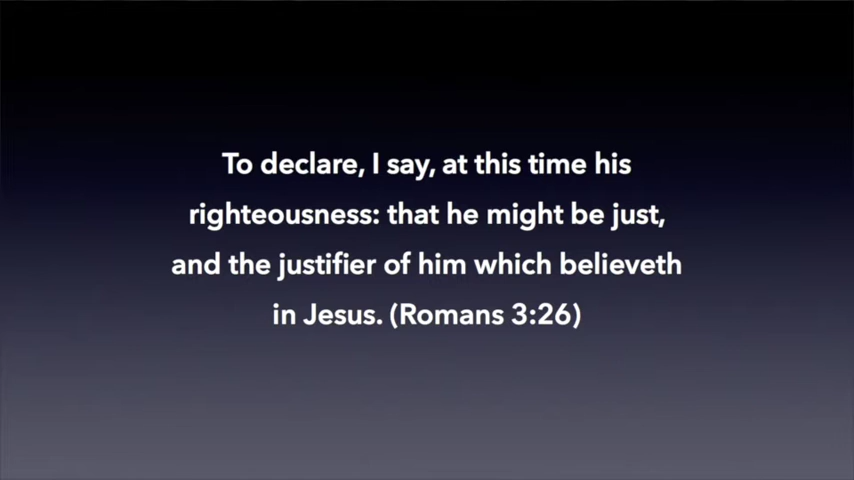 To declare, I say, at this time his
righteousness: that he might be just,
and the justifier of him which believeth
in Jesus. (Romans 3:26)